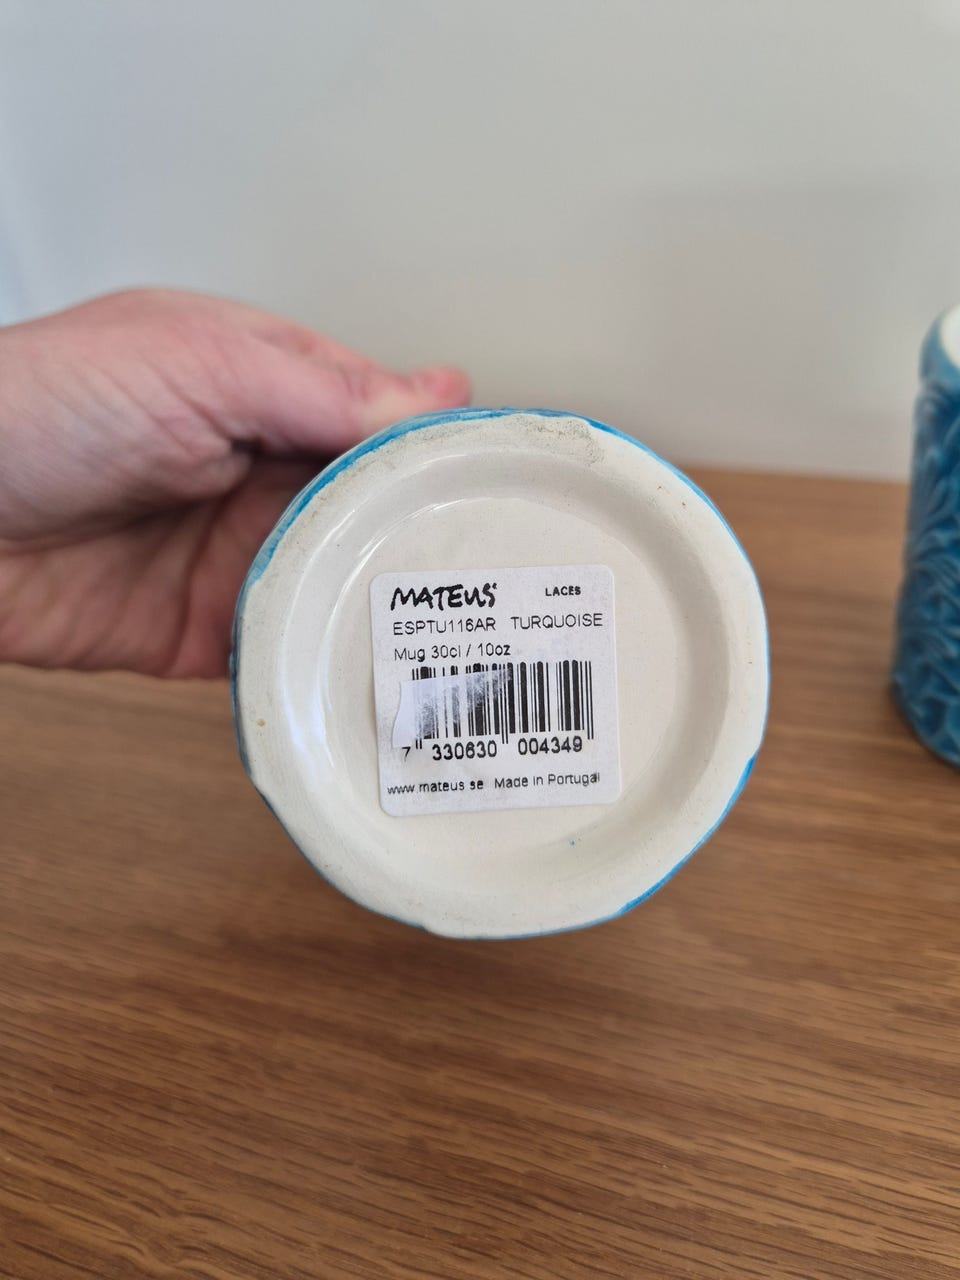 MATEUS LACES
ESPTU116AR TURQUOISE
Mug 30cl / 10oz
7 330630 004349
www.mateus.se Made in Portugal